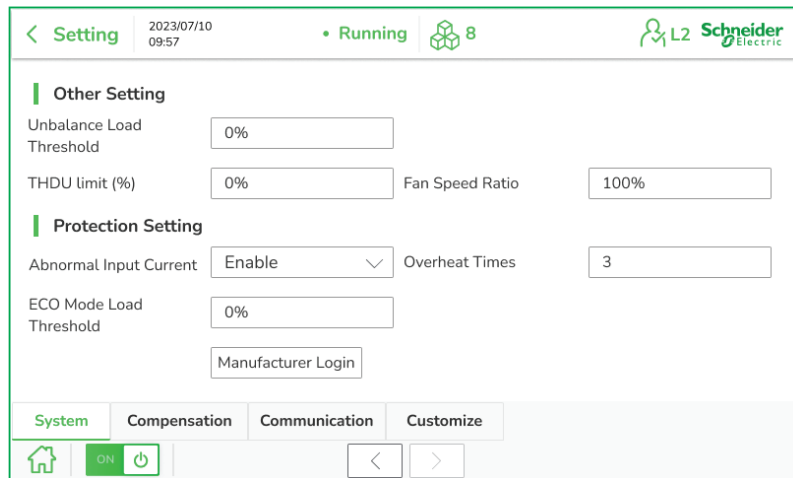 Setting
2023/07/10
09:57
• Running
8
L2
Schneider
Electric
Other Setting
Unbalance Load
Threshold
0%
THDU limit (%)
0%
Fan Speed Ratio
100%
Protection Setting
Abnormal Input Current
Enable
Overheat Times
3
ECO Mode Load
Threshold
0%
Manufacturer Login
System
Compensation
Communication
Customize
ON